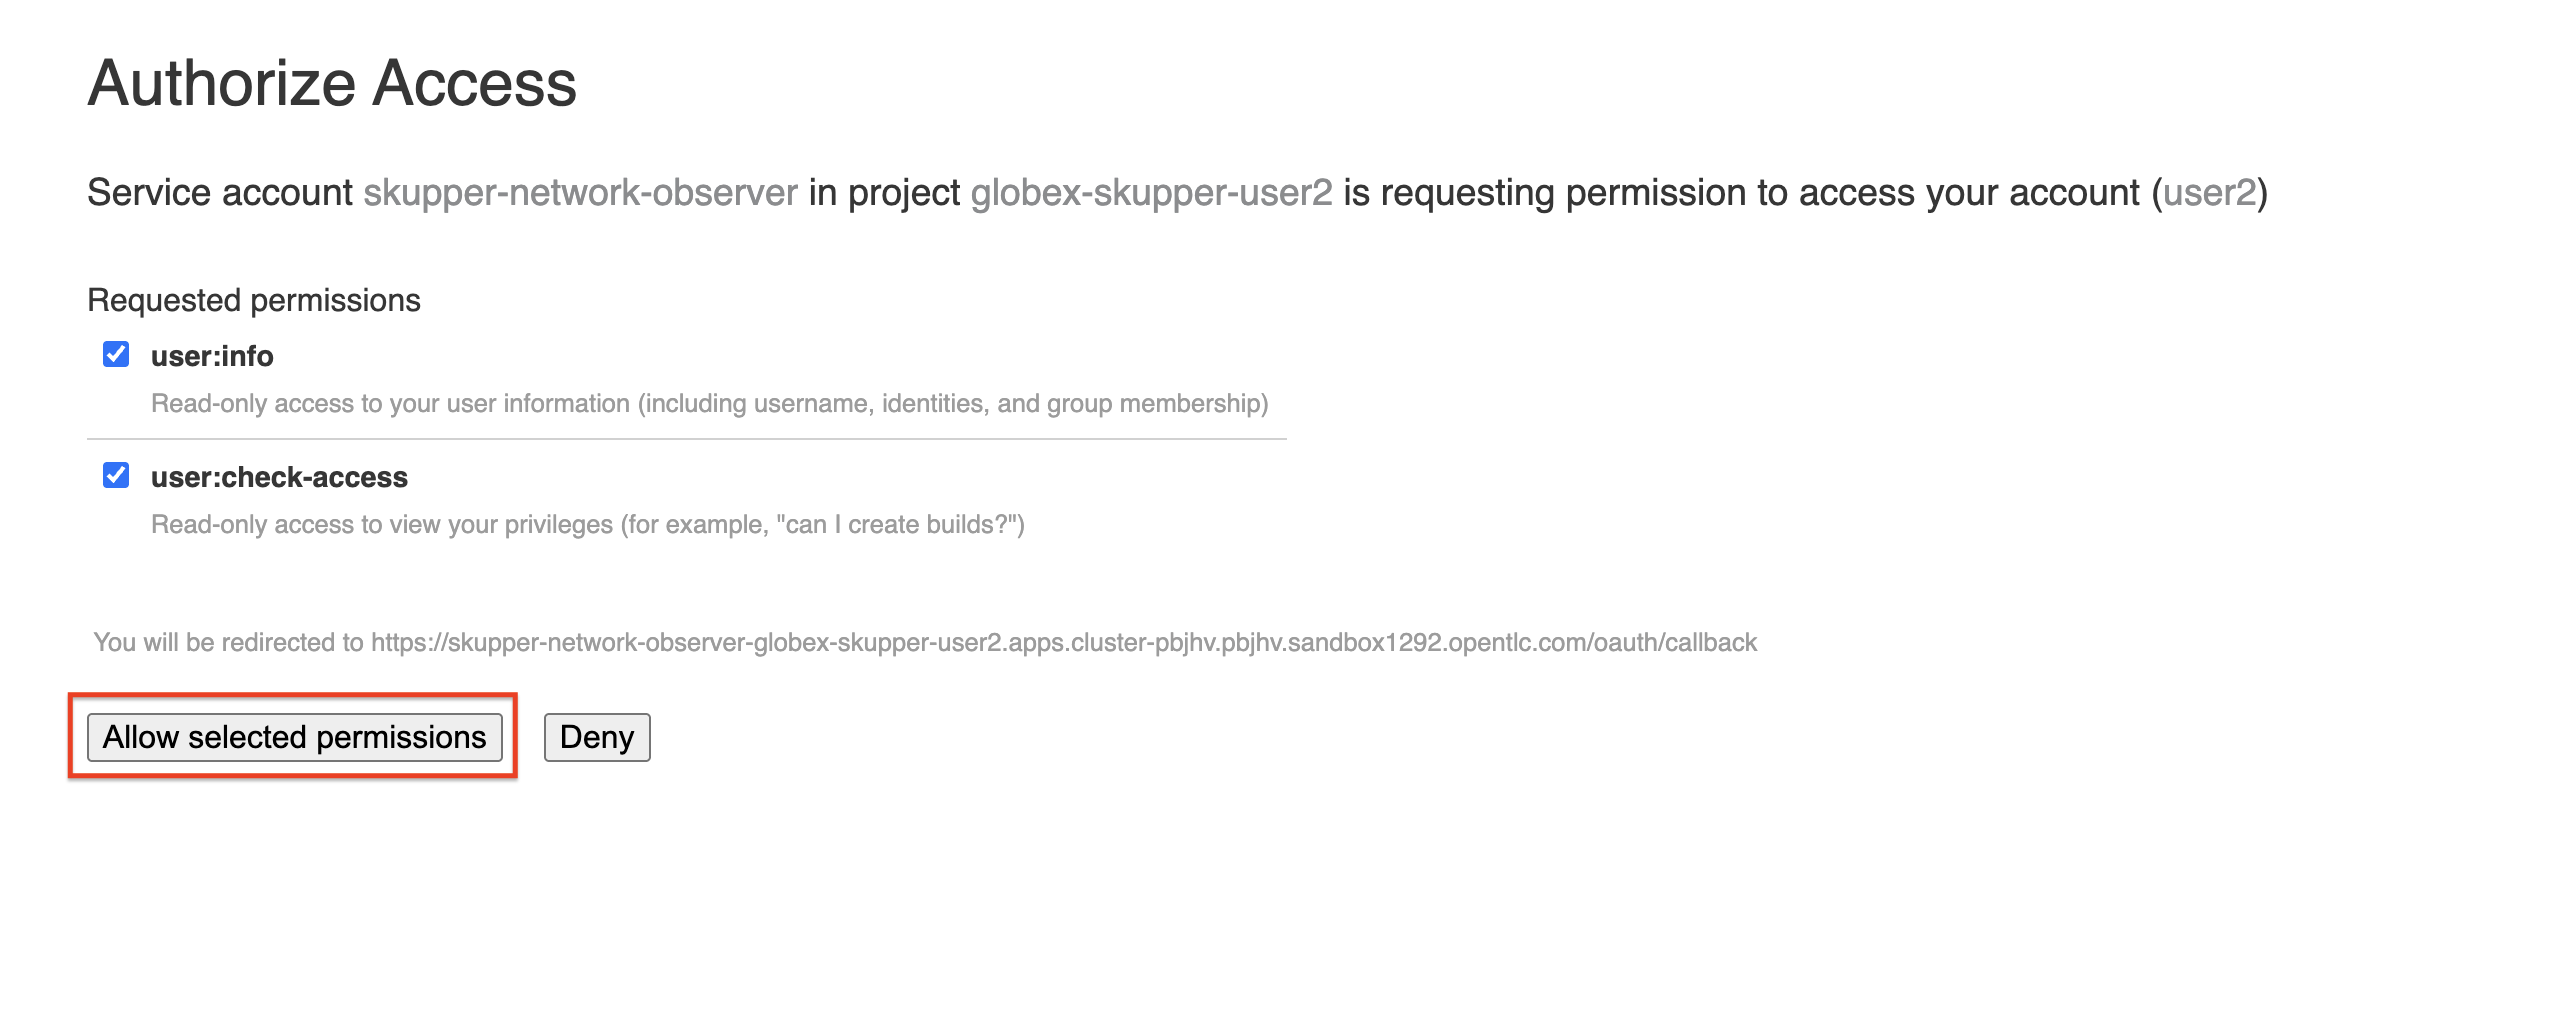 Authorize Access
Service account skupper-network-observer in project globex-skupper-user2 is requesting permission to access your account (user2)
Requested permissions
user:info
Read-only access to your user information (including username, identities, and group membership)
user:check-access
Read-only access to view your privileges (for example, "can I create builds?")
You will be redirected to https://skupper-network-observer-globex-skupper-user2.apps.cluster-pbjhv.pbjhv.sandbox1292.opentlc.com/oauth/callback
Allow selected permissions Deny